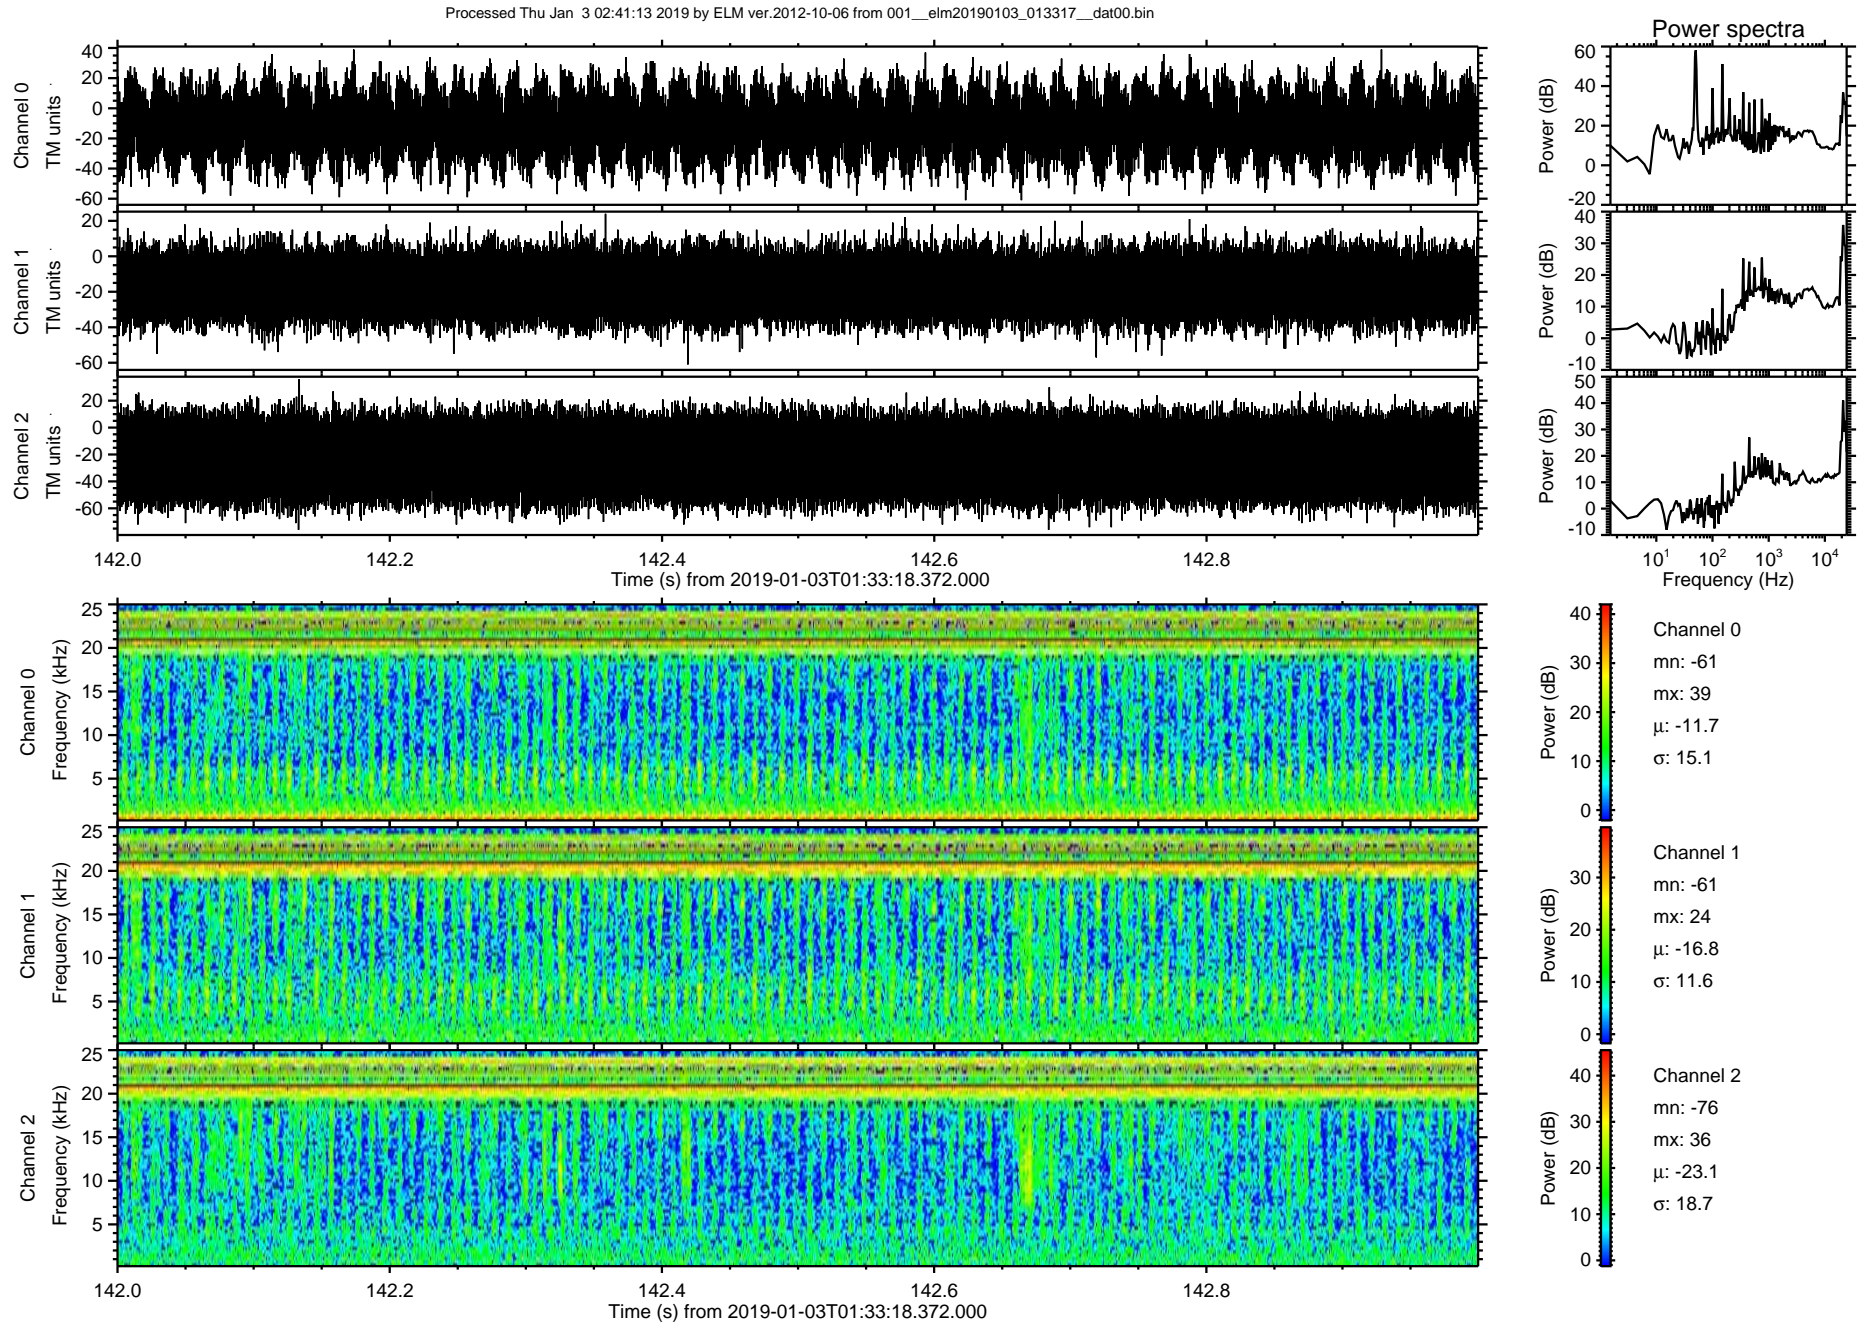 Processed Thu Jan  3 02:41:13 2019 by ELM ver.2012-10-06 from 001__elm20190103_013317__dat00.bin
Power spectra
Channel 0
TM units
40
20
0
-20
-40
-60
Power (dB)
60
40
20
0
-20
Channel 1
TM units
20
0
-20
-40
-60
Power (dB)
40
30
20
10
0
-10
Channel 2
TM units
20
0
-20
-40
-60
Power (dB)
50
40
30
20
10
0
-10
142.0 142.2 142.4 142.6 142.8
Time (s) from 2019-01-03T01:33:18.372.000
10^1 10^2 10^3 10^4
Frequency (Hz)
Channel 0
Frequency (kHz)
25
20
15
10
5
Power (dB)
40
30
20
10
0
Channel 0
mn: -61
mx: 39
μ: -11.7
σ: 15.1
Channel 1
Frequency (kHz)
25
20
15
10
5
Power (dB)
30
20
10
0
Channel 1
mn: -61
mx: 24
μ: -16.8
σ: 11.6
Channel 2
Frequency (kHz)
25
20
15
10
5
Power (dB)
40
30
20
10
0
Channel 2
mn: -76
mx: 36
μ: -23.1
σ: 18.7
142.0 142.2 142.4 142.6 142.8
Time (s) from 2019-01-03T01:33:18.372.000